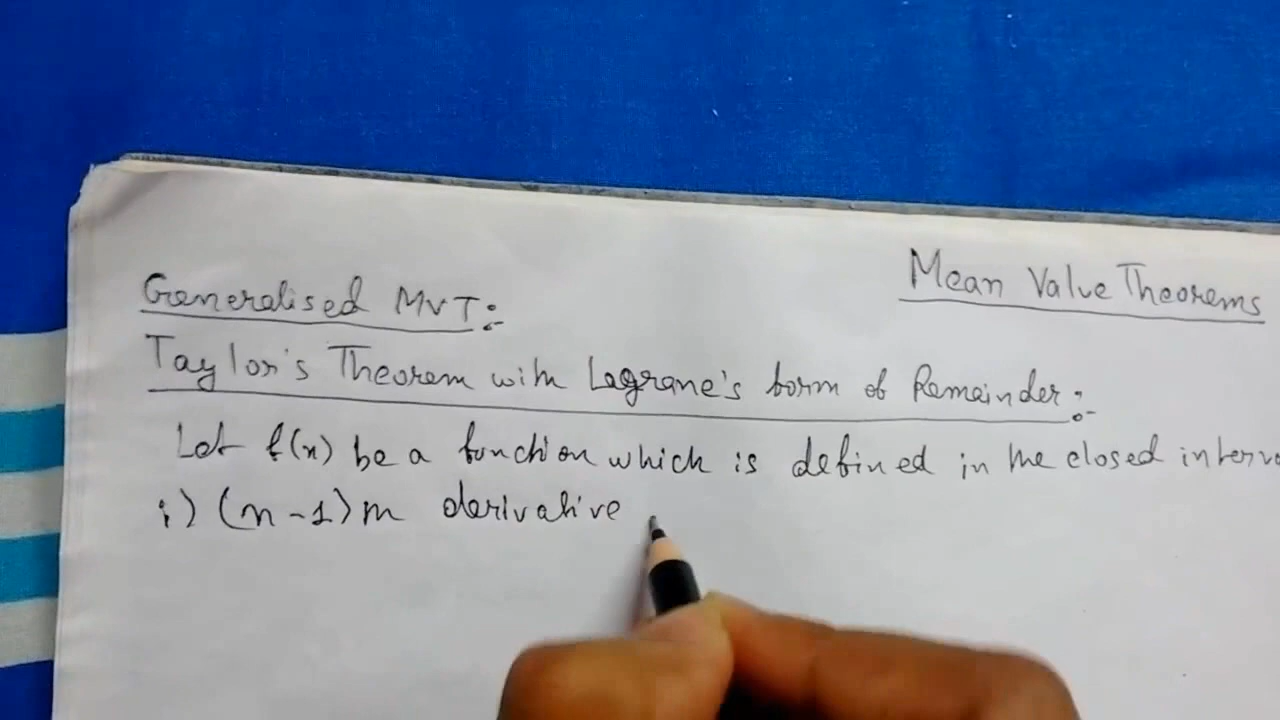 Mean Value Theorems
Generalised MVT:-
Taylor's Theorem with Lagrane's form of Remainder:-
Let f(x) be a function which is defined in the closed interv
i) (n-1)th derivative